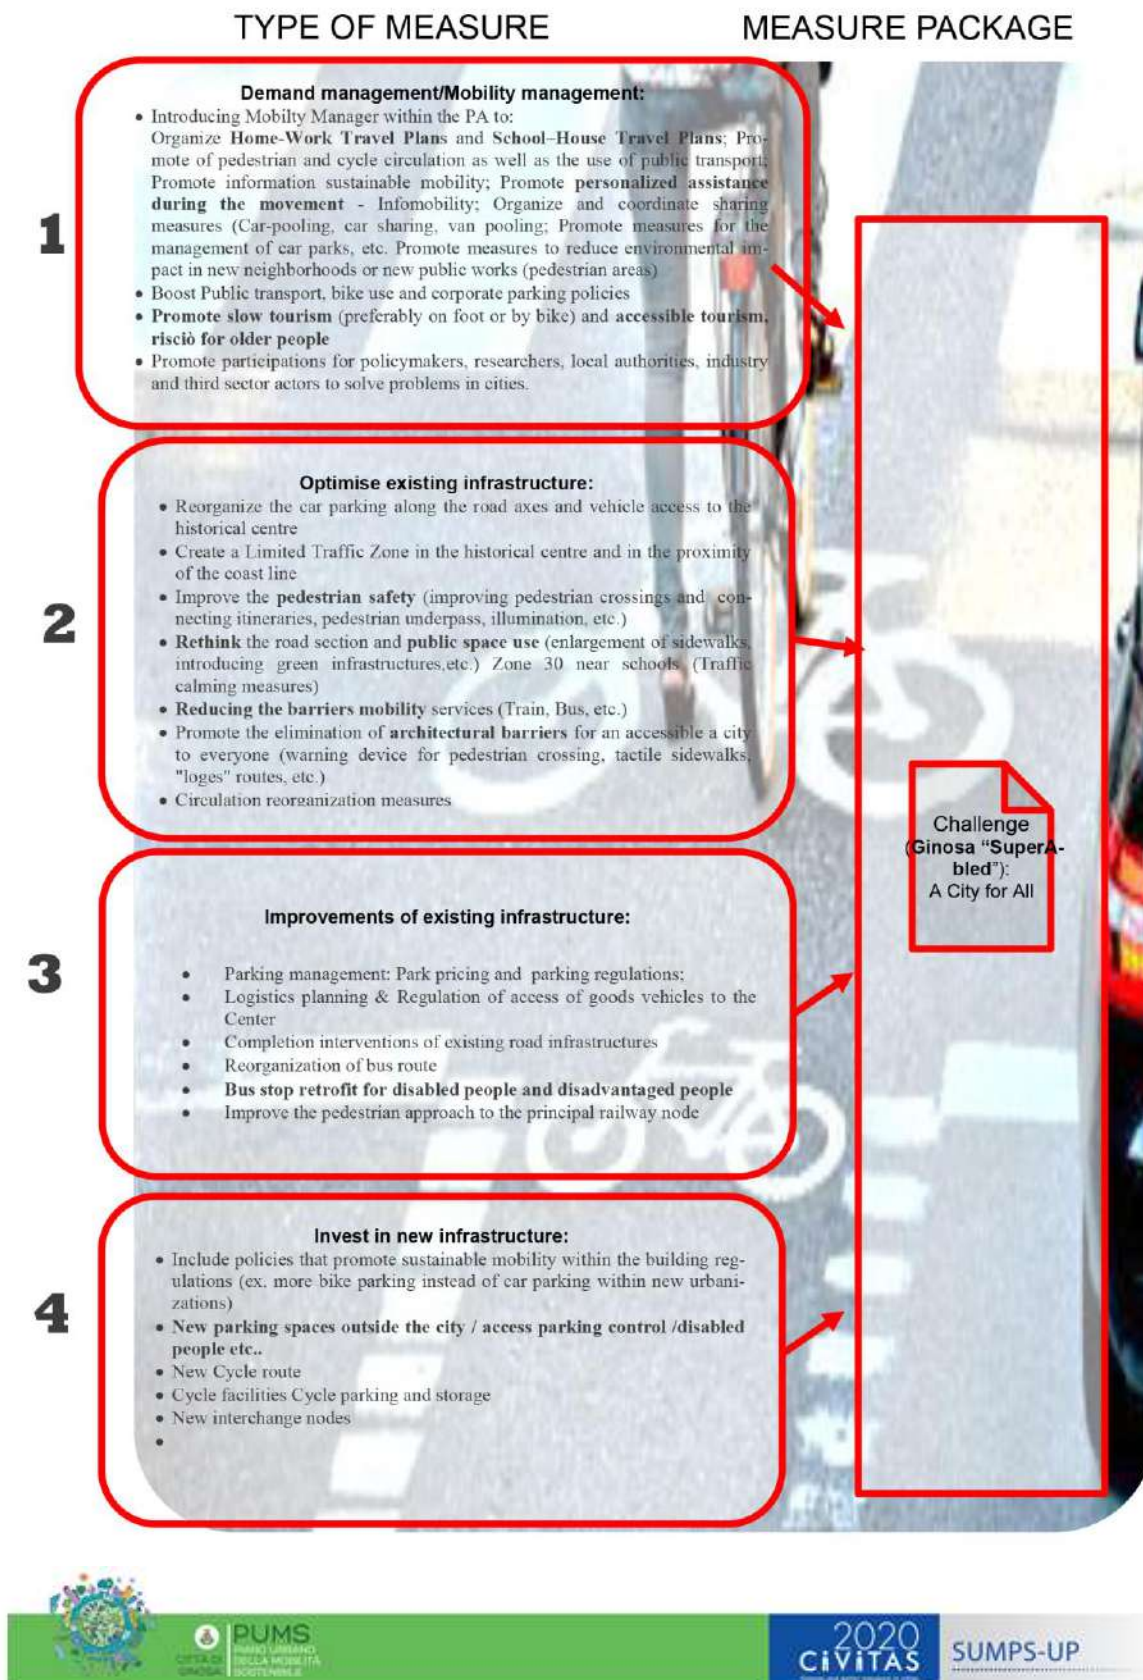 TYPE OF MEASURE
MEASURE PACKAGE
1
Demand management/Mobility management:
• Introducing Mobilty Manager within the PA to:
Organize Home-Work Travel Plans and School–House Travel Plans; Pro-
mote of pedestrian and cycle circulation as well as the use of public transport;
Promote information sustainable mobility; Promote personalized assistance
during the movement - Infomobility; Organize and coordinate sharing
measures (Car-pooling, car sharing, van pooling; Promote measures for the
management of car parks, etc. Promote measures to reduce environmental im-
pact in new neighborhoods or new public works (pedestrian areas)
• Boost Public transport, bike use and corporate parking policies
• Promote slow tourism (preferably on foot or by bike) and accessible tourism,
risciò for older people
• Promote participations for policymakers, researchers, local authorities, industry
and third sector actors to solve problems in cities.
2
Optimise existing infrastructure:
• Reorganize the car parking along the road axes and vehicle access to the
historical centre
• Create a Limited Traffic Zone in the historical centre and in the proximity
of the coast line
• Improve the pedestrian safety (improving pedestrian crossings and con-
necting itineraries, pedestrian underpass, illumination, etc.)
• Rethink the road section and public space use (enlargement of sidewalks,
introducing green infrastructures,etc.) Zone 30 near schools (Traffic
calming measures)
• Reducing the barriers mobility services (Train, Bus, etc.)
• Promote the elimination of architectural barriers for an accessible a city
to everyone (warning device for pedestrian crossing, tactile sidewalks,
"loges" routes, etc.)
• Circulation reorganization measures
3
Improvements of existing infrastructure:
• Parking management: Park pricing and parking regulations;
• Logistics planning & Regulation of access of goods vehicles to the
Center
• Completion interventions of existing road infrastructures
• Reorganization of bus route
• Bus stop retrofit for disabled people and disadvantaged people
• Improve the pedestrian approach to the principal railway node
4
Invest in new infrastructure:
• Include policies that promote sustainable mobility within the building reg-
ulations (ex. more bike parking instead of car parking within new urbani-
zations)
• New parking spaces outside the city / access parking control /disabled
people etc..
• New Cycle route
• Cycle facilities Cycle parking and storage
• New interchange nodes
•
Challenge
(Ginosa “SuperA-
bled”):
A City for All
CITTÀ DI
GINOSA
PUMS
PIANO URBANO
DELLA MOBILITÀ
SOSTENIBILE
2020
CiViTAS
SUMPS-UP